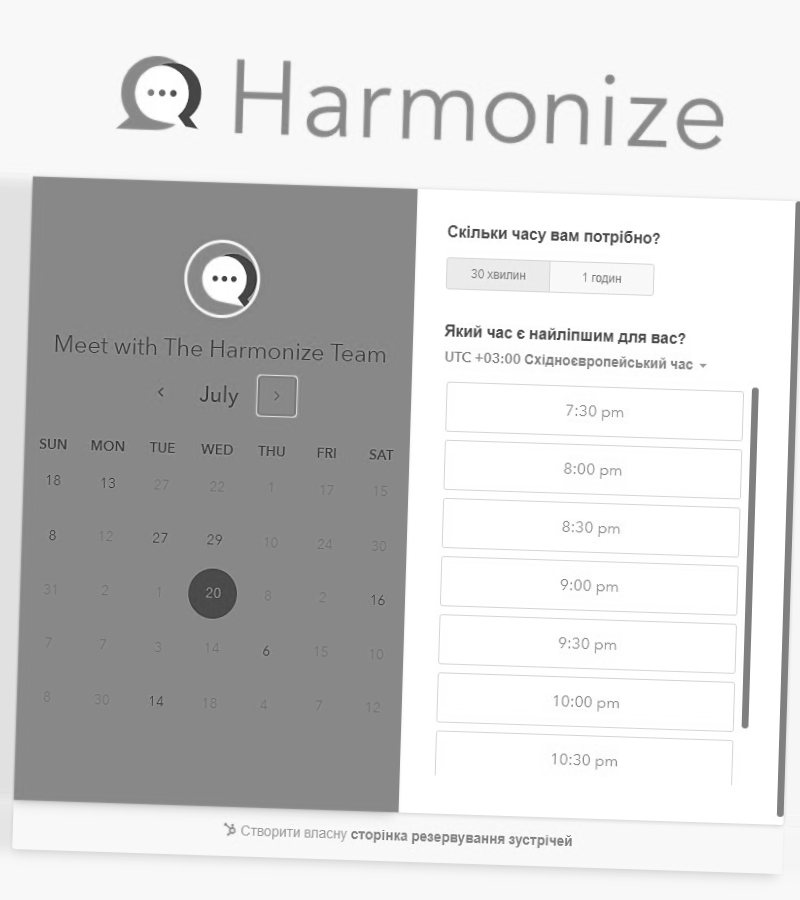 Harmonize
Meet with The Harmonize Team
July
SUN MON TUE WED THU FRI SAT
18 13 27 22 1 17 15
8 12 27 29 10 24 30
31 2 1 20 8 2 16
7 7 3 14 6 15 10
8 30 14 18 4 7 12
Скільки часу вам потрібно?
30 хвилин 1 годин
Який час є найліпшим для вас?
UTC +03:00 Східноєвропейський час
7:30 pm
8:00 pm
8:30 pm
9:00 pm
9:30 pm
10:00 pm
10:30 pm
Створити власну сторінка резервування зустрічей